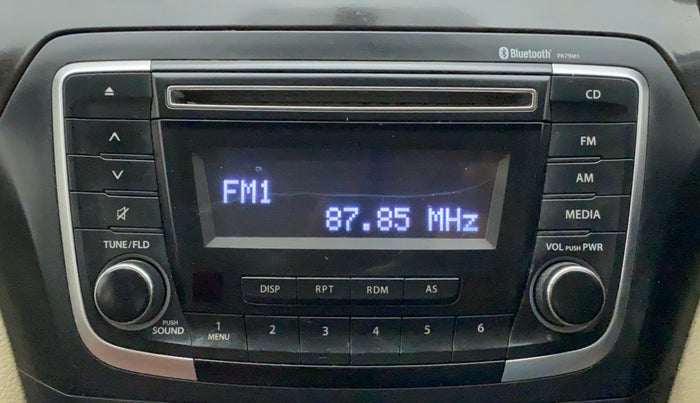 Bluetooth PA79M1
CD
FM
AM
MEDIA
FM1
87.85 MHz
TUNE/FLD
VOL PUSH PWR
DISP RPT RDM AS
PUSH
SOUND
1 2 3 4 5 6
MENU